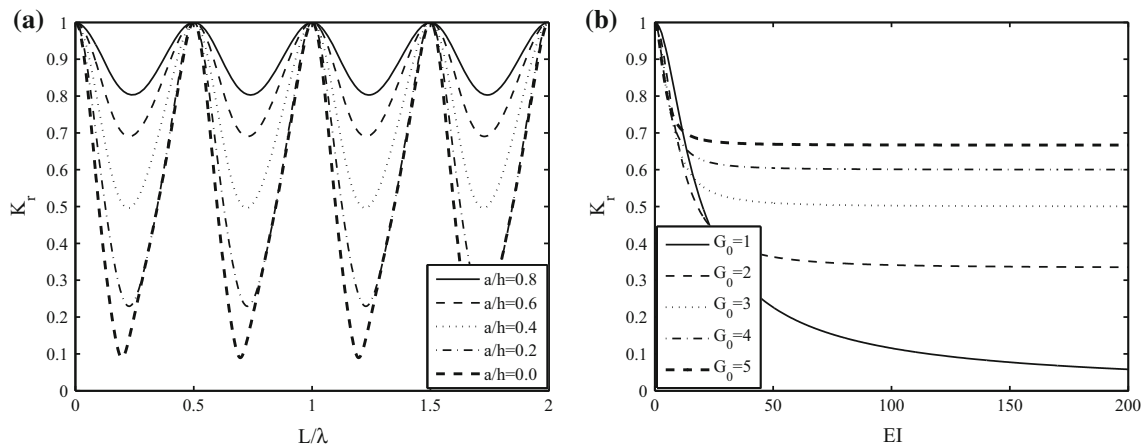 (a)
1
0.9
0.8
0.7
0.6
0.5
0.4
0.3
0.2
0.1
0
K_r
0
0.5
1
1.5
2
L/λ
a/h=0.8
a/h=0.6
a/h=0.4
a/h=0.2
a/h=0.0
(b)
1
0.9
0.8
0.7
0.6
0.5
0.4
0.3
0.2
0.1
0
K_r
0
50
100
150
200
EI
G_0=1
G_0=2
G_0=3
G_0=4
G_0=5